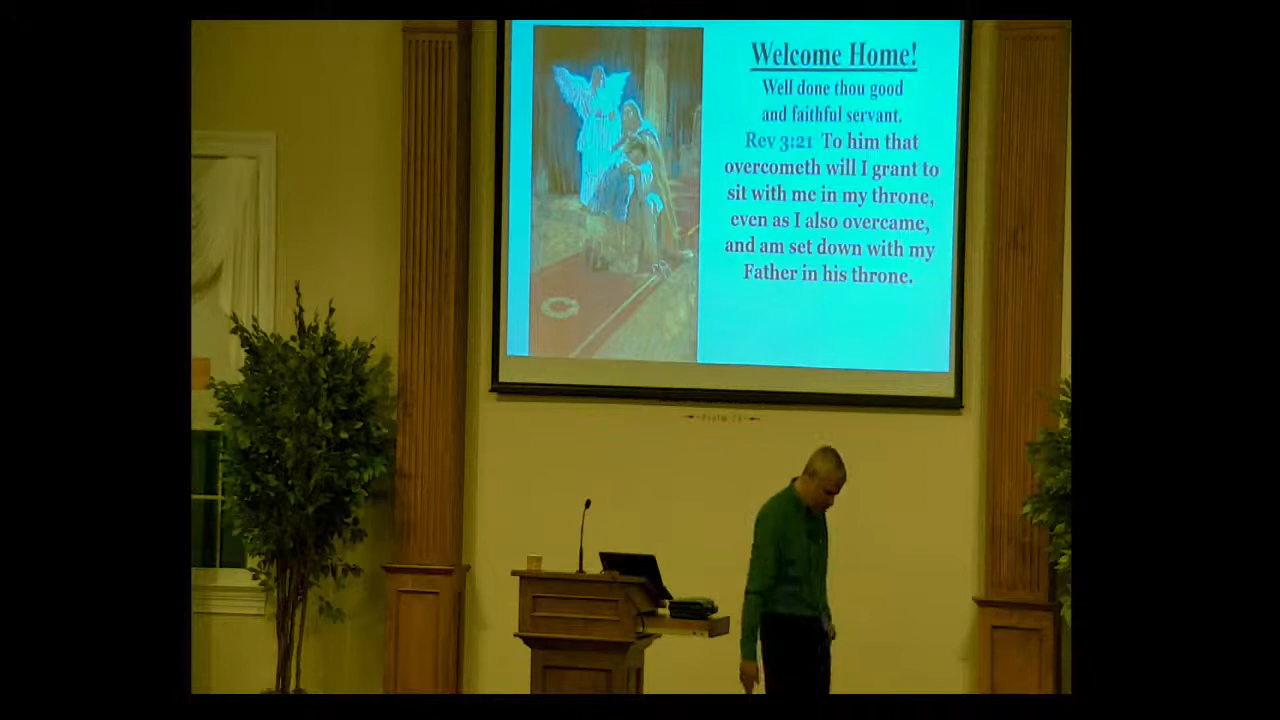 Welcome Home!
Well done thou good
and faithful servant.
Rev 3:21 To him that
overcometh will I grant to
sit with me in my throne,
even as I also overcame,
and am set down with my
Father in his throne.